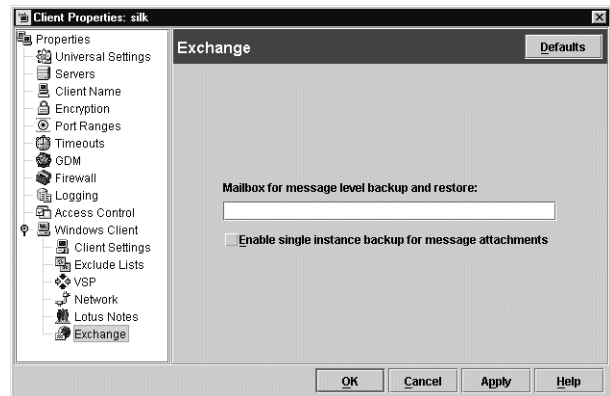 Client Properties: silk
Properties
Universal Settings
Servers
Client Name
Encryption
Port Ranges
Timeouts
GDM
Firewall
Logging
Access Control
Windows Client
Client Settings
Exclude Lists
VSP
Network
Lotus Notes
Exchange
Exchange
Defaults
Mailbox for message level backup and restore:
Enable single instance backup for message attachments
OK
Cancel
Apply
Help